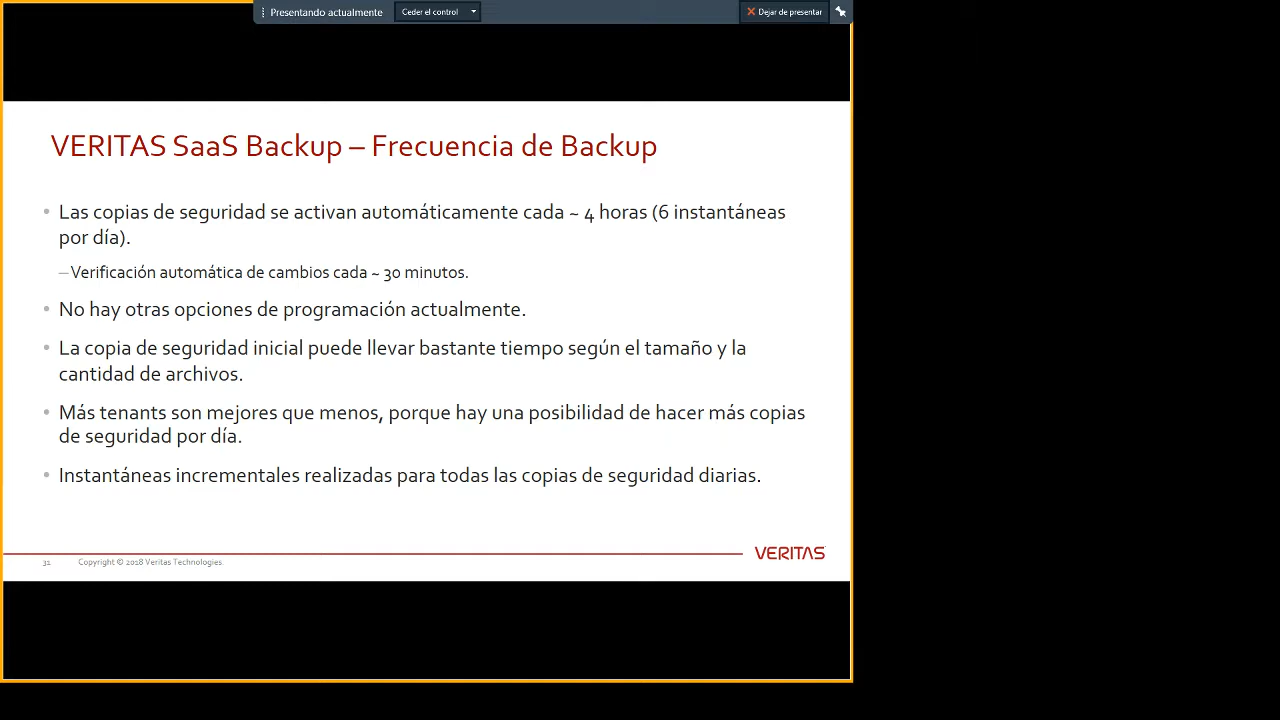 Presentando actualmente Ceder el control Dejar de presentar
VERITAS SaaS Backup – Frecuencia de Backup
• Las copias de seguridad se activan automáticamente cada ~ 4 horas (6 instantáneas
por día).
–Verificación automática de cambios cada ~ 30 minutos.
• No hay otras opciones de programación actualmente.
• La copia de seguridad inicial puede llevar bastante tiempo según el tamaño y la
cantidad de archivos.
• Más tenants son mejores que menos, porque hay una posibilidad de hacer más copias
de seguridad por día.
• Instantáneas incrementales realizadas para todas las copias de seguridad diarias.
VERITAS
31 Copyright © 2018 Veritas Technologies.